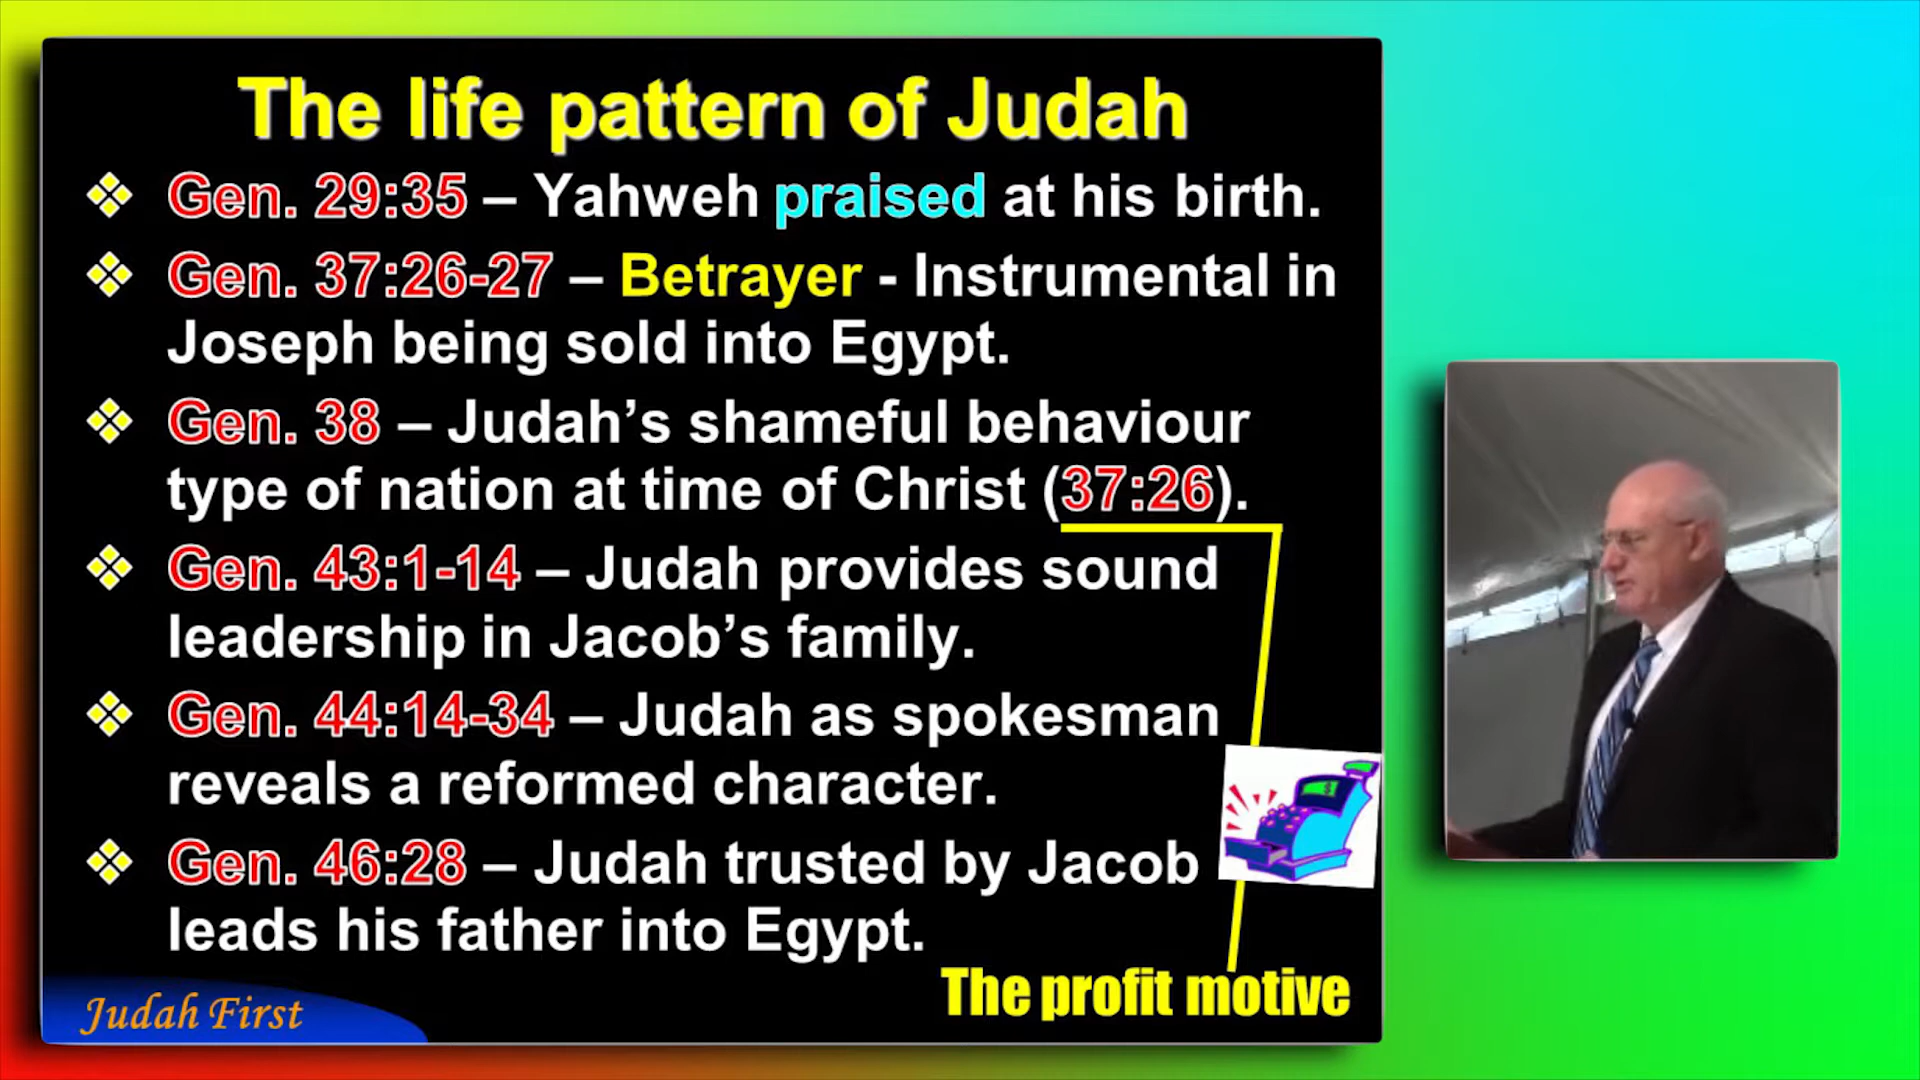 The life pattern of Judah
❖ Gen. 29:35 – Yahweh praised at his birth.
❖ Gen. 37:26-27 – Betrayer - Instrumental in
Joseph being sold into Egypt.
❖ Gen. 38 – Judah’s shameful behaviour
type of nation at time of Christ (37:26).
❖ Gen. 43:1-14 – Judah provides sound
leadership in Jacob’s family.
❖ Gen. 44:14-34 – Judah as spokesman
reveals a reformed character.
❖ Gen. 46:28 – Judah trusted by Jacob
leads his father into Egypt.
The profit motive
Judah First